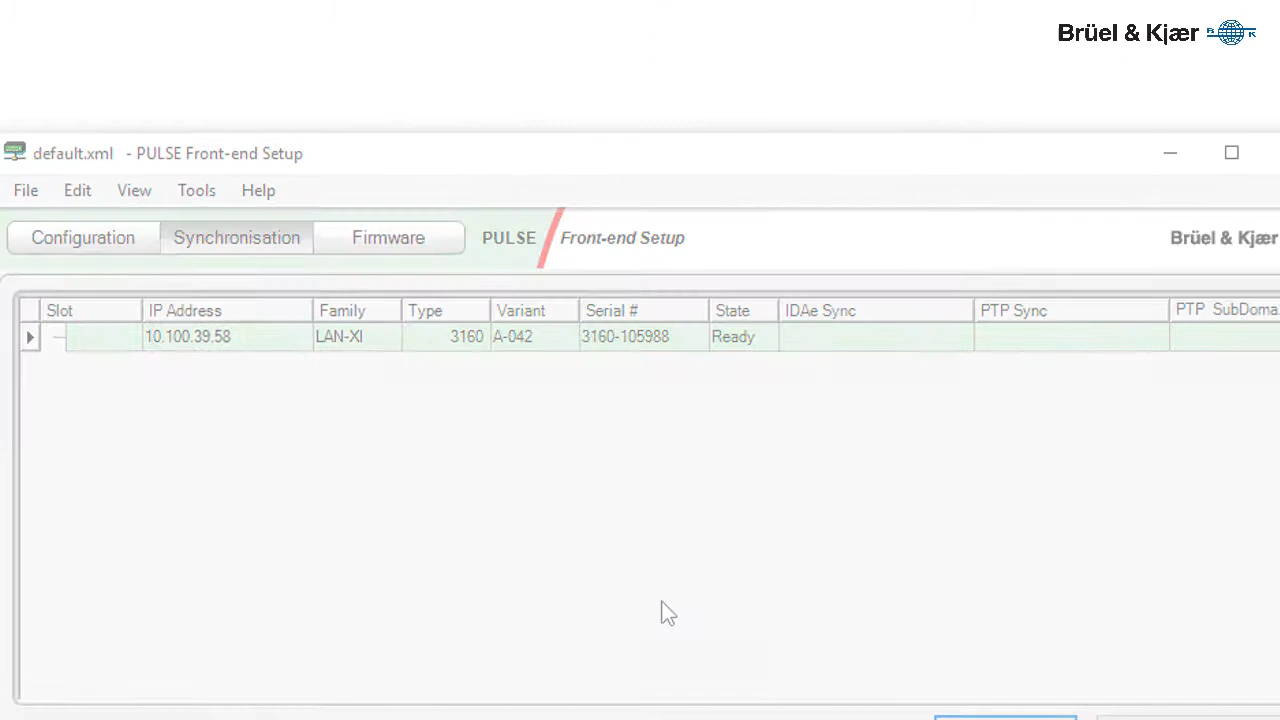 Brüel & Kjær
default.xml - PULSE Front-end Setup
File Edit View Tools Help
Configuration Synchronisation Firmware PULSE Front-end Setup Brüel & Kjær
Slot IP Address Family Type Variant Serial # State IDAe Sync PTP Sync PTP SubDoma
10.100.39.58 LAN-XI 3160 A-042 3160-105988 Ready